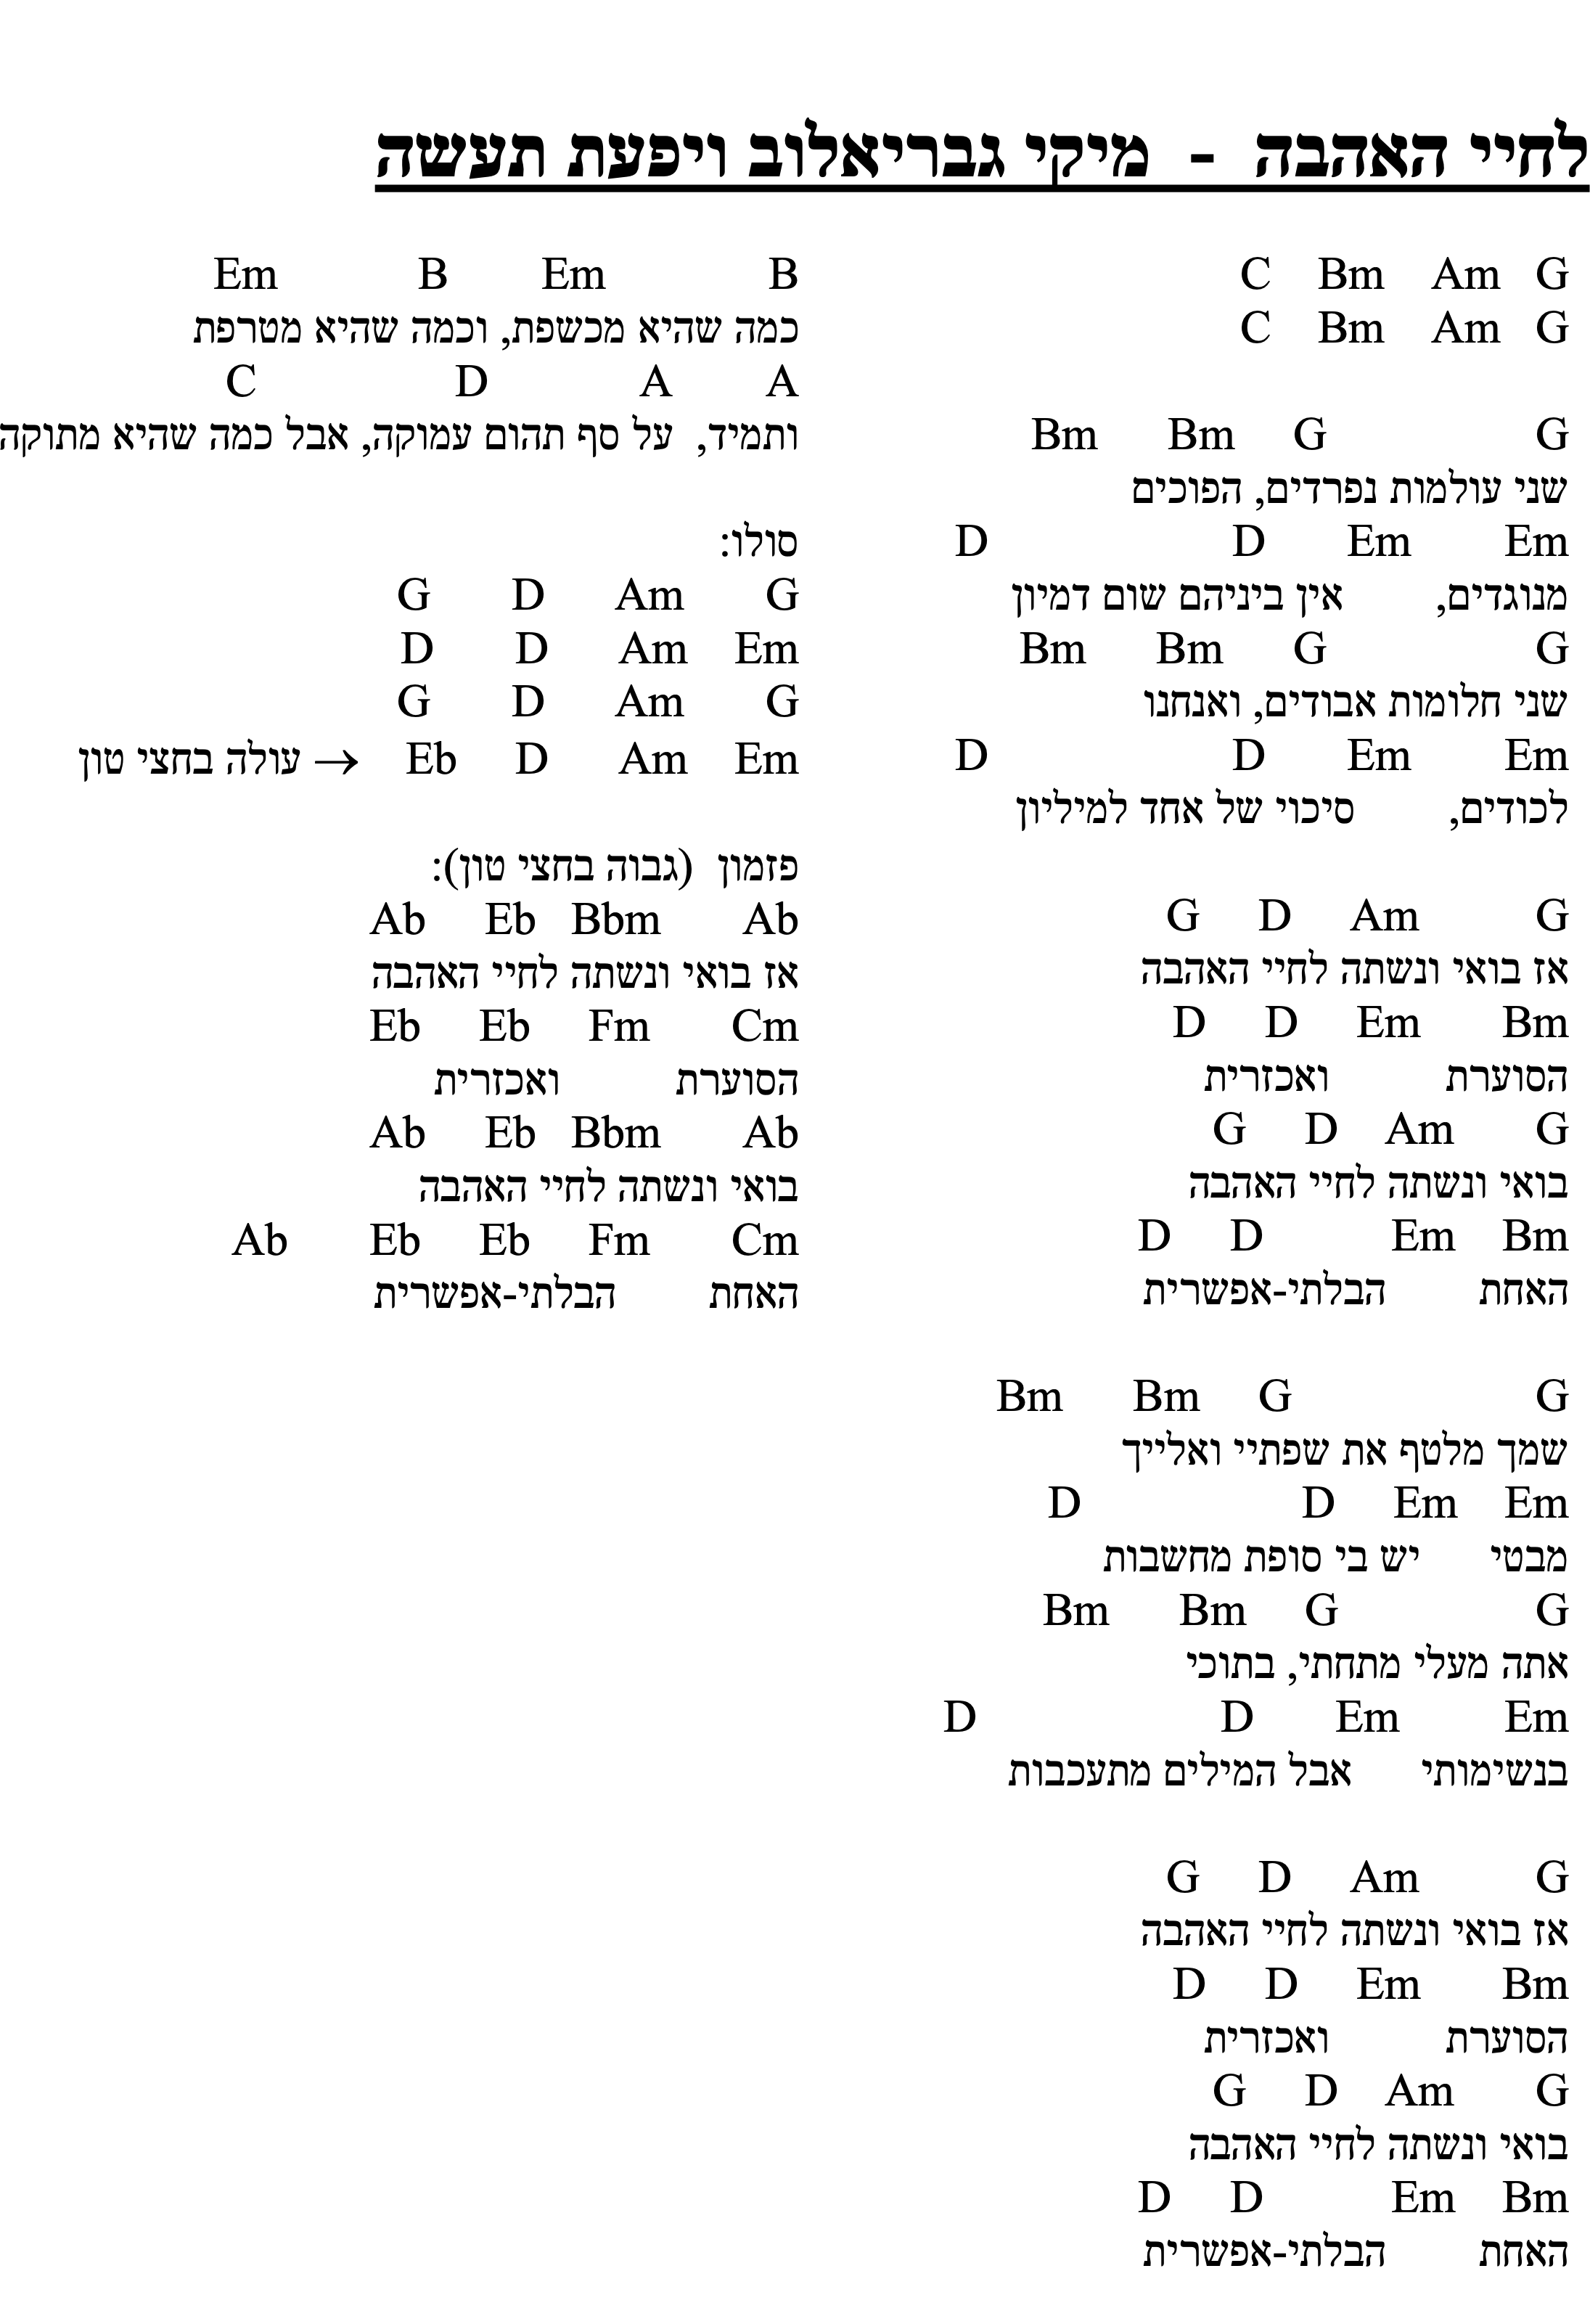 לחיי האהבה - מיקי גבריאלוב ויפעת תעשה
G Am Bm C
G Am Bm C
G G Bm Bm
שני עולמות נפרדים, הפוכים
Em Em D D
מנוגדים, אין ביניהם שום דמיון
G G Bm Bm
שני חלומות אבודים, ואנחנו
Em Em D D
לכודים, סיכוי של אחד למיליון
G Am D G
אז בואי ונשתה לחיי האהבה
Bm Em D D
הסוערת ואכזרית
G Am D G
בואי ונשתה לחיי האהבה
Bm Em D D
האחת הבלתי-אפשרית
G G Bm Bm
שמך מלטף את שפתיי ואלייך
Em Em D D
מבטי יש בי סופת מחשבות
G G Bm Bm
אתה מעלי מתחתי, בתוכי
Em Em D D
בנשימותי אבל המילים מתעכבות
G Am D G
אז בואי ונשתה לחיי האהבה
Bm Em D D
הסוערת ואכזרית
G Am D G
בואי ונשתה לחיי האהבה
Bm Em D D
האחת הבלתי-אפשרית
B Em B Em
כמה שהיא מכשפת, וכמה שהיא מטרפת
A A D C
ותמיד, על סף תהום עמוקה, אבל כמה שהיא מתוקה
סולו:
G Am D G
Em Am D D
G Am D G
Em Am D Eb → עולה בחצי טון
פזמון (גבוה בחצי טון):
Ab Bbm Eb Ab
אז בואי ונשתה לחיי האהבה
Cm Fm Eb Eb
הסוערת ואכזרית
Ab Bbm Eb Ab
בואי ונשתה לחיי האהבה
Cm Fm Eb Eb Ab
האחת הבלתי-אפשרית